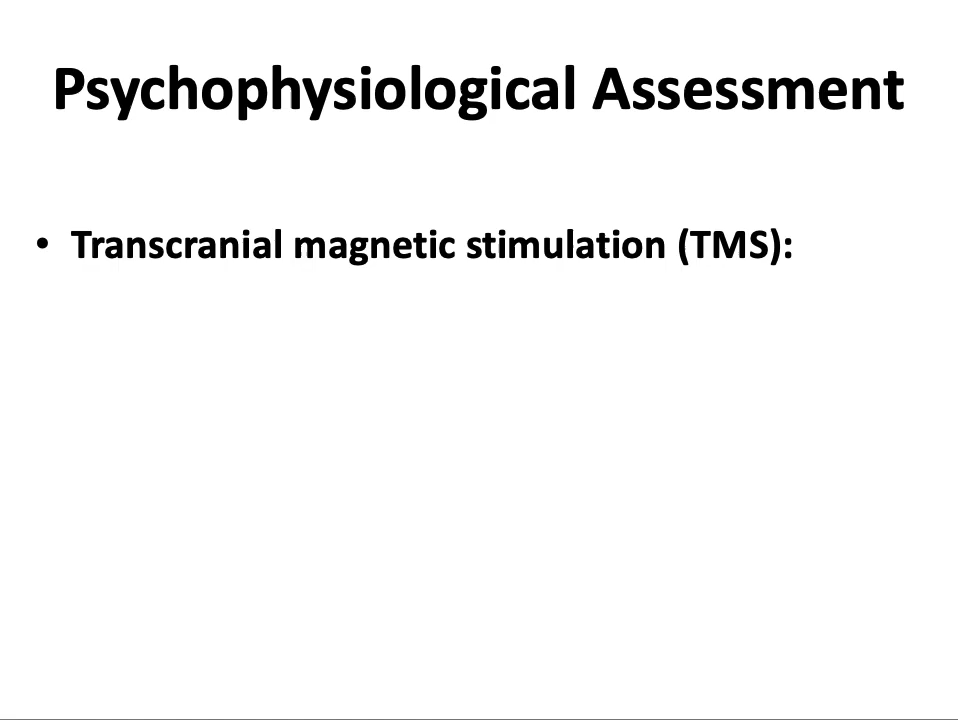 Psychophysiological Assessment
• Transcranial magnetic stimulation (TMS):